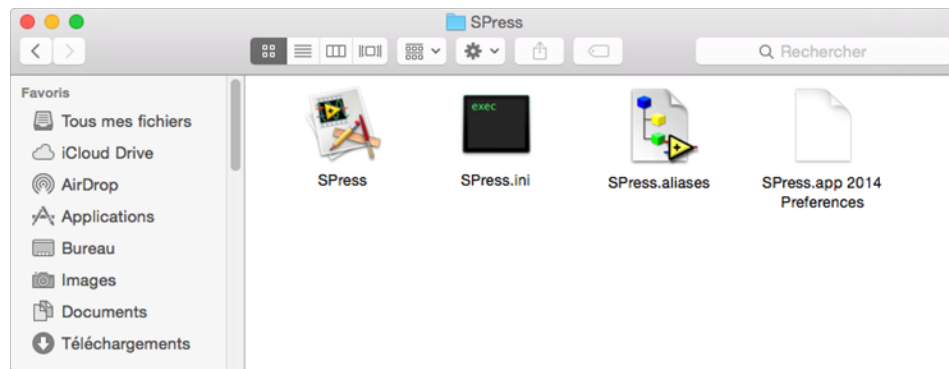 SPress
Rechercher
Favoris
Tous mes fichiers
iCloud Drive
AirDrop
Applications
Bureau
Images
Documents
Téléchargements
exec
SPress
SPress.ini
SPress.aliases
SPress.app 2014
Preferences